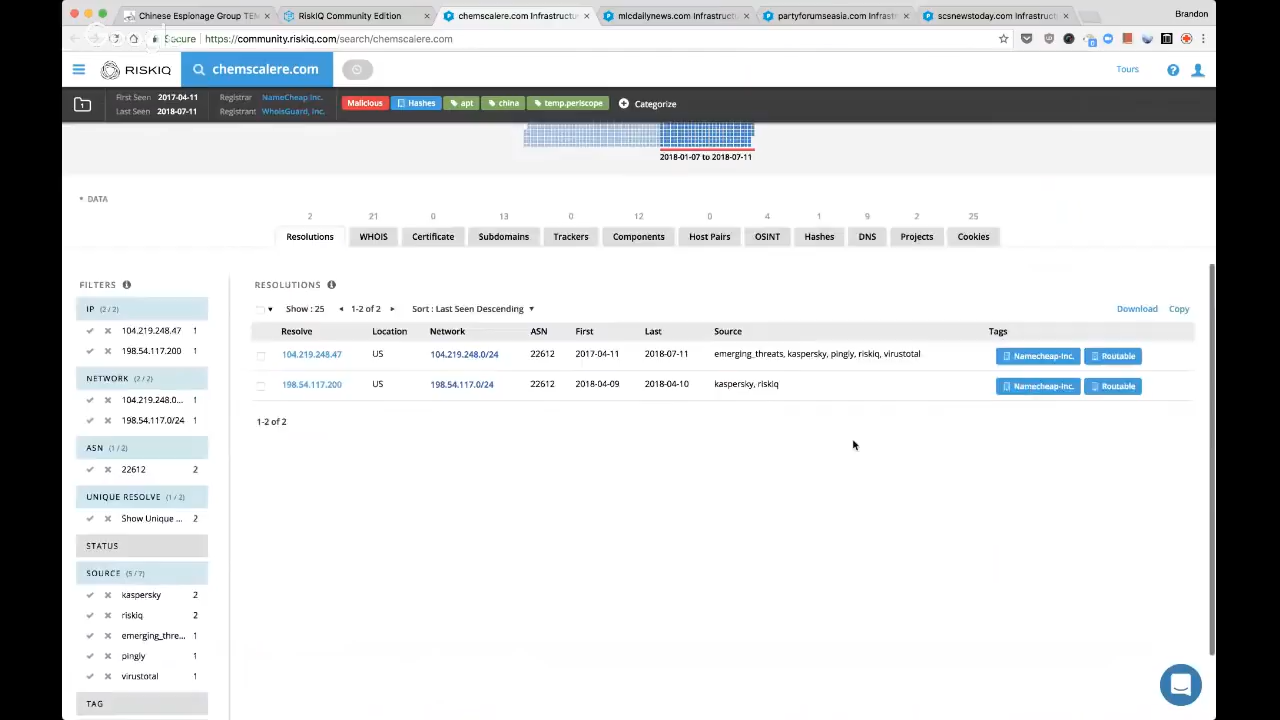 Chinese Espionage Group TEM
RiskIQ Community Edition
chemscalere.com Infrastructu
mlcdailynews.com Infrastruct
partyforumseasia.com Infrast
scsnewstoday.com Infrastruct
Brandon
Secure
https://community.riskiq.com/search/chemscalere.com
RISKIQ
chemscalere.com
Tours
First Seen 2017-04-11
Last Seen 2018-07-11
Registrar NameCheap Inc.
Registrant WhoisGuard, Inc.
Malicious
Hashes
apt
china
temp.periscope
Categorize
2018-01-07 to 2018-07-11
DATA
2 21 0 13 0 12 0 4 1 9 2 25
Resolutions WHOIS Certificate Subdomains Trackers Components Host Pairs OSINT Hashes DNS Projects Cookies
FILTERS
IP (2 / 2)
104.219.248.47 1
198.54.117.200 1
NETWORK (2 / 2)
104.219.248.0... 1
198.54.117.0/24 1
ASN (1 / 2)
22612 2
UNIQUE RESOLVE (1 / 2)
Show Unique ... 2
STATUS
SOURCE (5 / 7)
kaspersky 2
riskiq 2
emerging_thre... 1
pingly 1
virustotal 1
TAG
RESOLUTIONS
Show : 25 1-2 of 2 Sort : Last Seen Descending Download Copy
Resolve Location Network ASN First Last Source Tags
104.219.248.47 US 104.219.248.0/24 22612 2017-04-11 2018-07-11 emerging_threats, kaspersky, pingly, riskiq, virustotal Namecheap-Inc. Routable
198.54.117.200 US 198.54.117.0/24 22612 2018-04-09 2018-04-10 kaspersky, riskiq Namecheap-Inc. Routable
1-2 of 2